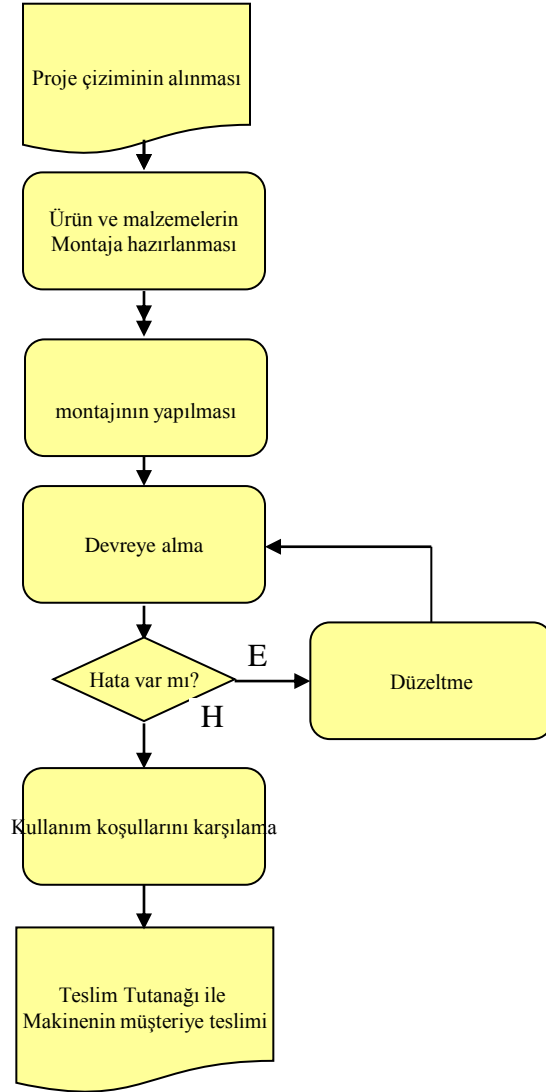 Proje çiziminin alınması
Ürün ve malzemelerin
Montaja hazırlanması
montajının yapılması
Devreye alma
Hata var mı?
E
Düzeltme
H
Kullanım koşullarını karşılama
Teslim Tutanağı ile
Makinenin müşteriye teslimi